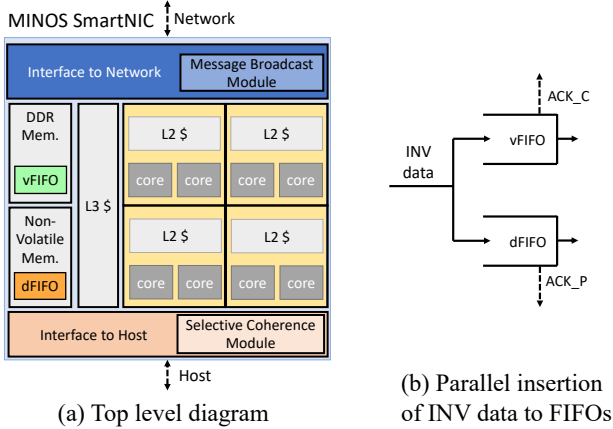 MINOS SmartNIC
Network
Interface to Network
Message Broadcast
Module
DDR
Mem.
vFIFO
Non-
Volatile
Mem.
dFIFO
L3 $
L2 $
L2 $
core
core
core
core
L2 $
L2 $
core
core
core
core
Interface to Host
Selective Coherence
Module
Host
(a) Top level diagram
ACK_C
vFIFO
INV
data
dFIFO
ACK_P
(b) Parallel insertion
of INV data to FIFOs